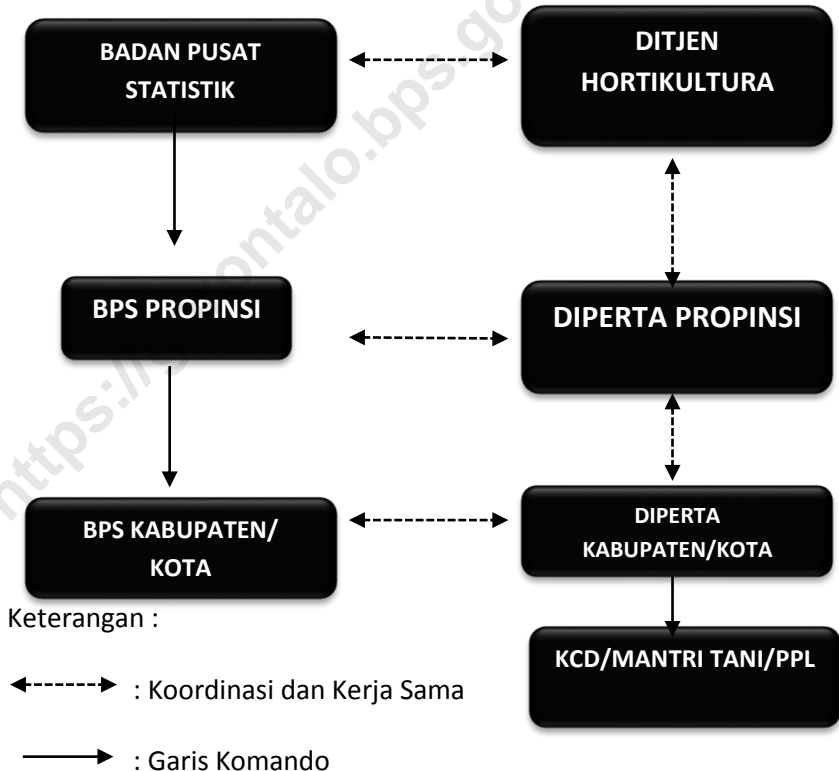 BADAN PUSAT
STATISTIK
DITJEN
HORTIKULTURA
BPS PROPINSI
DIPERTA PROPINSI
BPS KABUPATEN/
KOTA
DIPERTA
KABUPATEN/KOTA
KCD/MANTRI TANI/PPL
Keterangan :
: Koordinasi dan Kerja Sama
: Garis Komando